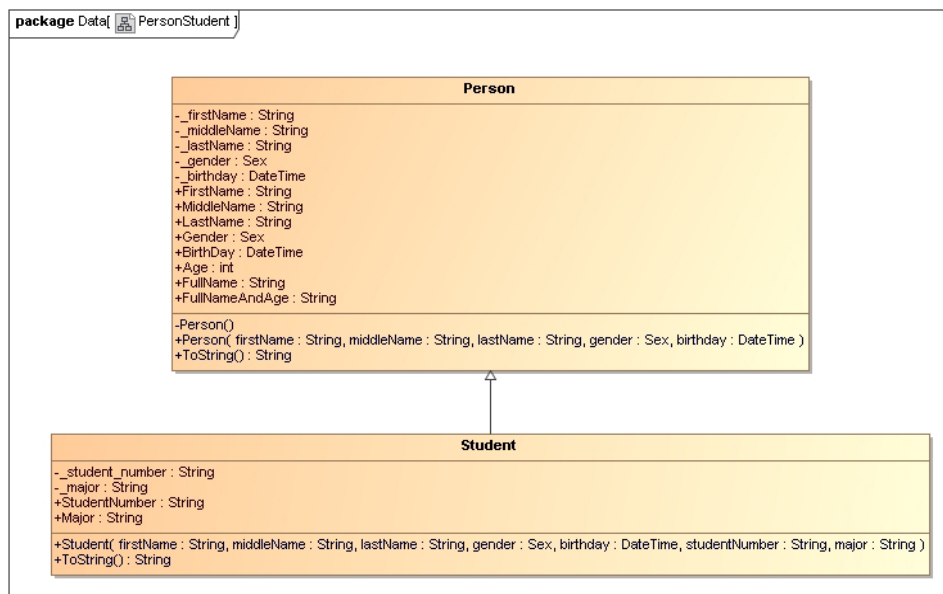 package Data[ PersonStudent ]
Person
-_firstName : String
-_middleName : String
-_lastName : String
-_gender : Sex
-_birthday : DateTime
+FirstName : String
+MiddleName : String
+LastName : String
+Gender : Sex
+BirthDay : DateTime
+Age : int
+FullName : String
+FullNameAndAge : String
-Person()
+Person( firstName : String, middleName : String, lastName : String, gender : Sex, birthday : DateTime )
+ToString() : String
Student
-_student_number : String
-_major : String
+StudentNumber : String
+Major : String
+Student( firstName : String, middleName : String, lastName : String, gender : Sex, birthday : DateTime, studentNumber : String, major : String )
+ToString() : String